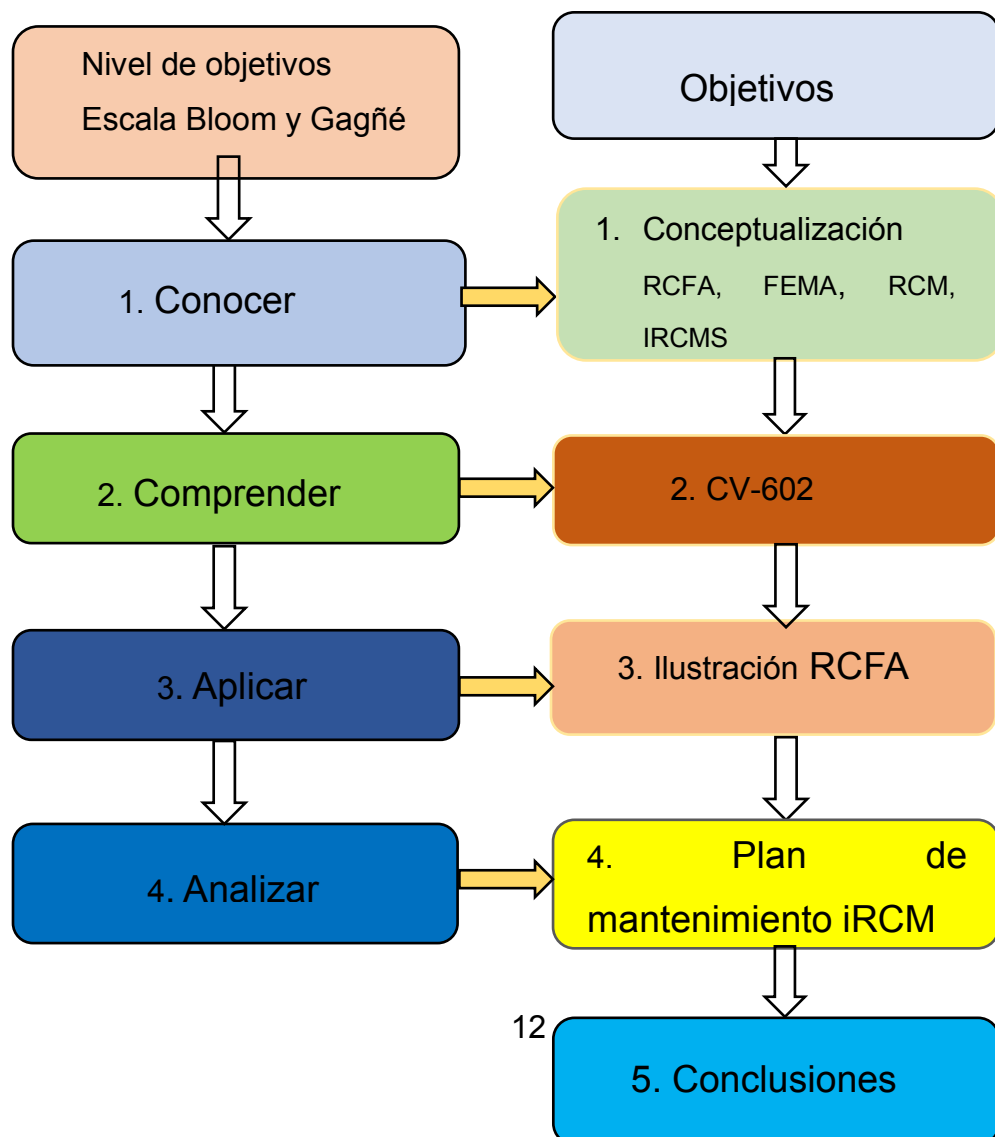 Nivel de objetivos
Escala Bloom y Gagñé
Objetivos
1. Conocer
1. Conceptualización
RCFA, FEMA, RCM,
IRCMS
2. Comprender
2. CV-602
3. Aplicar
3. Ilustración RCFA
4. Analizar
4. Plan de
mantenimiento iRCM
12
5. Conclusiones